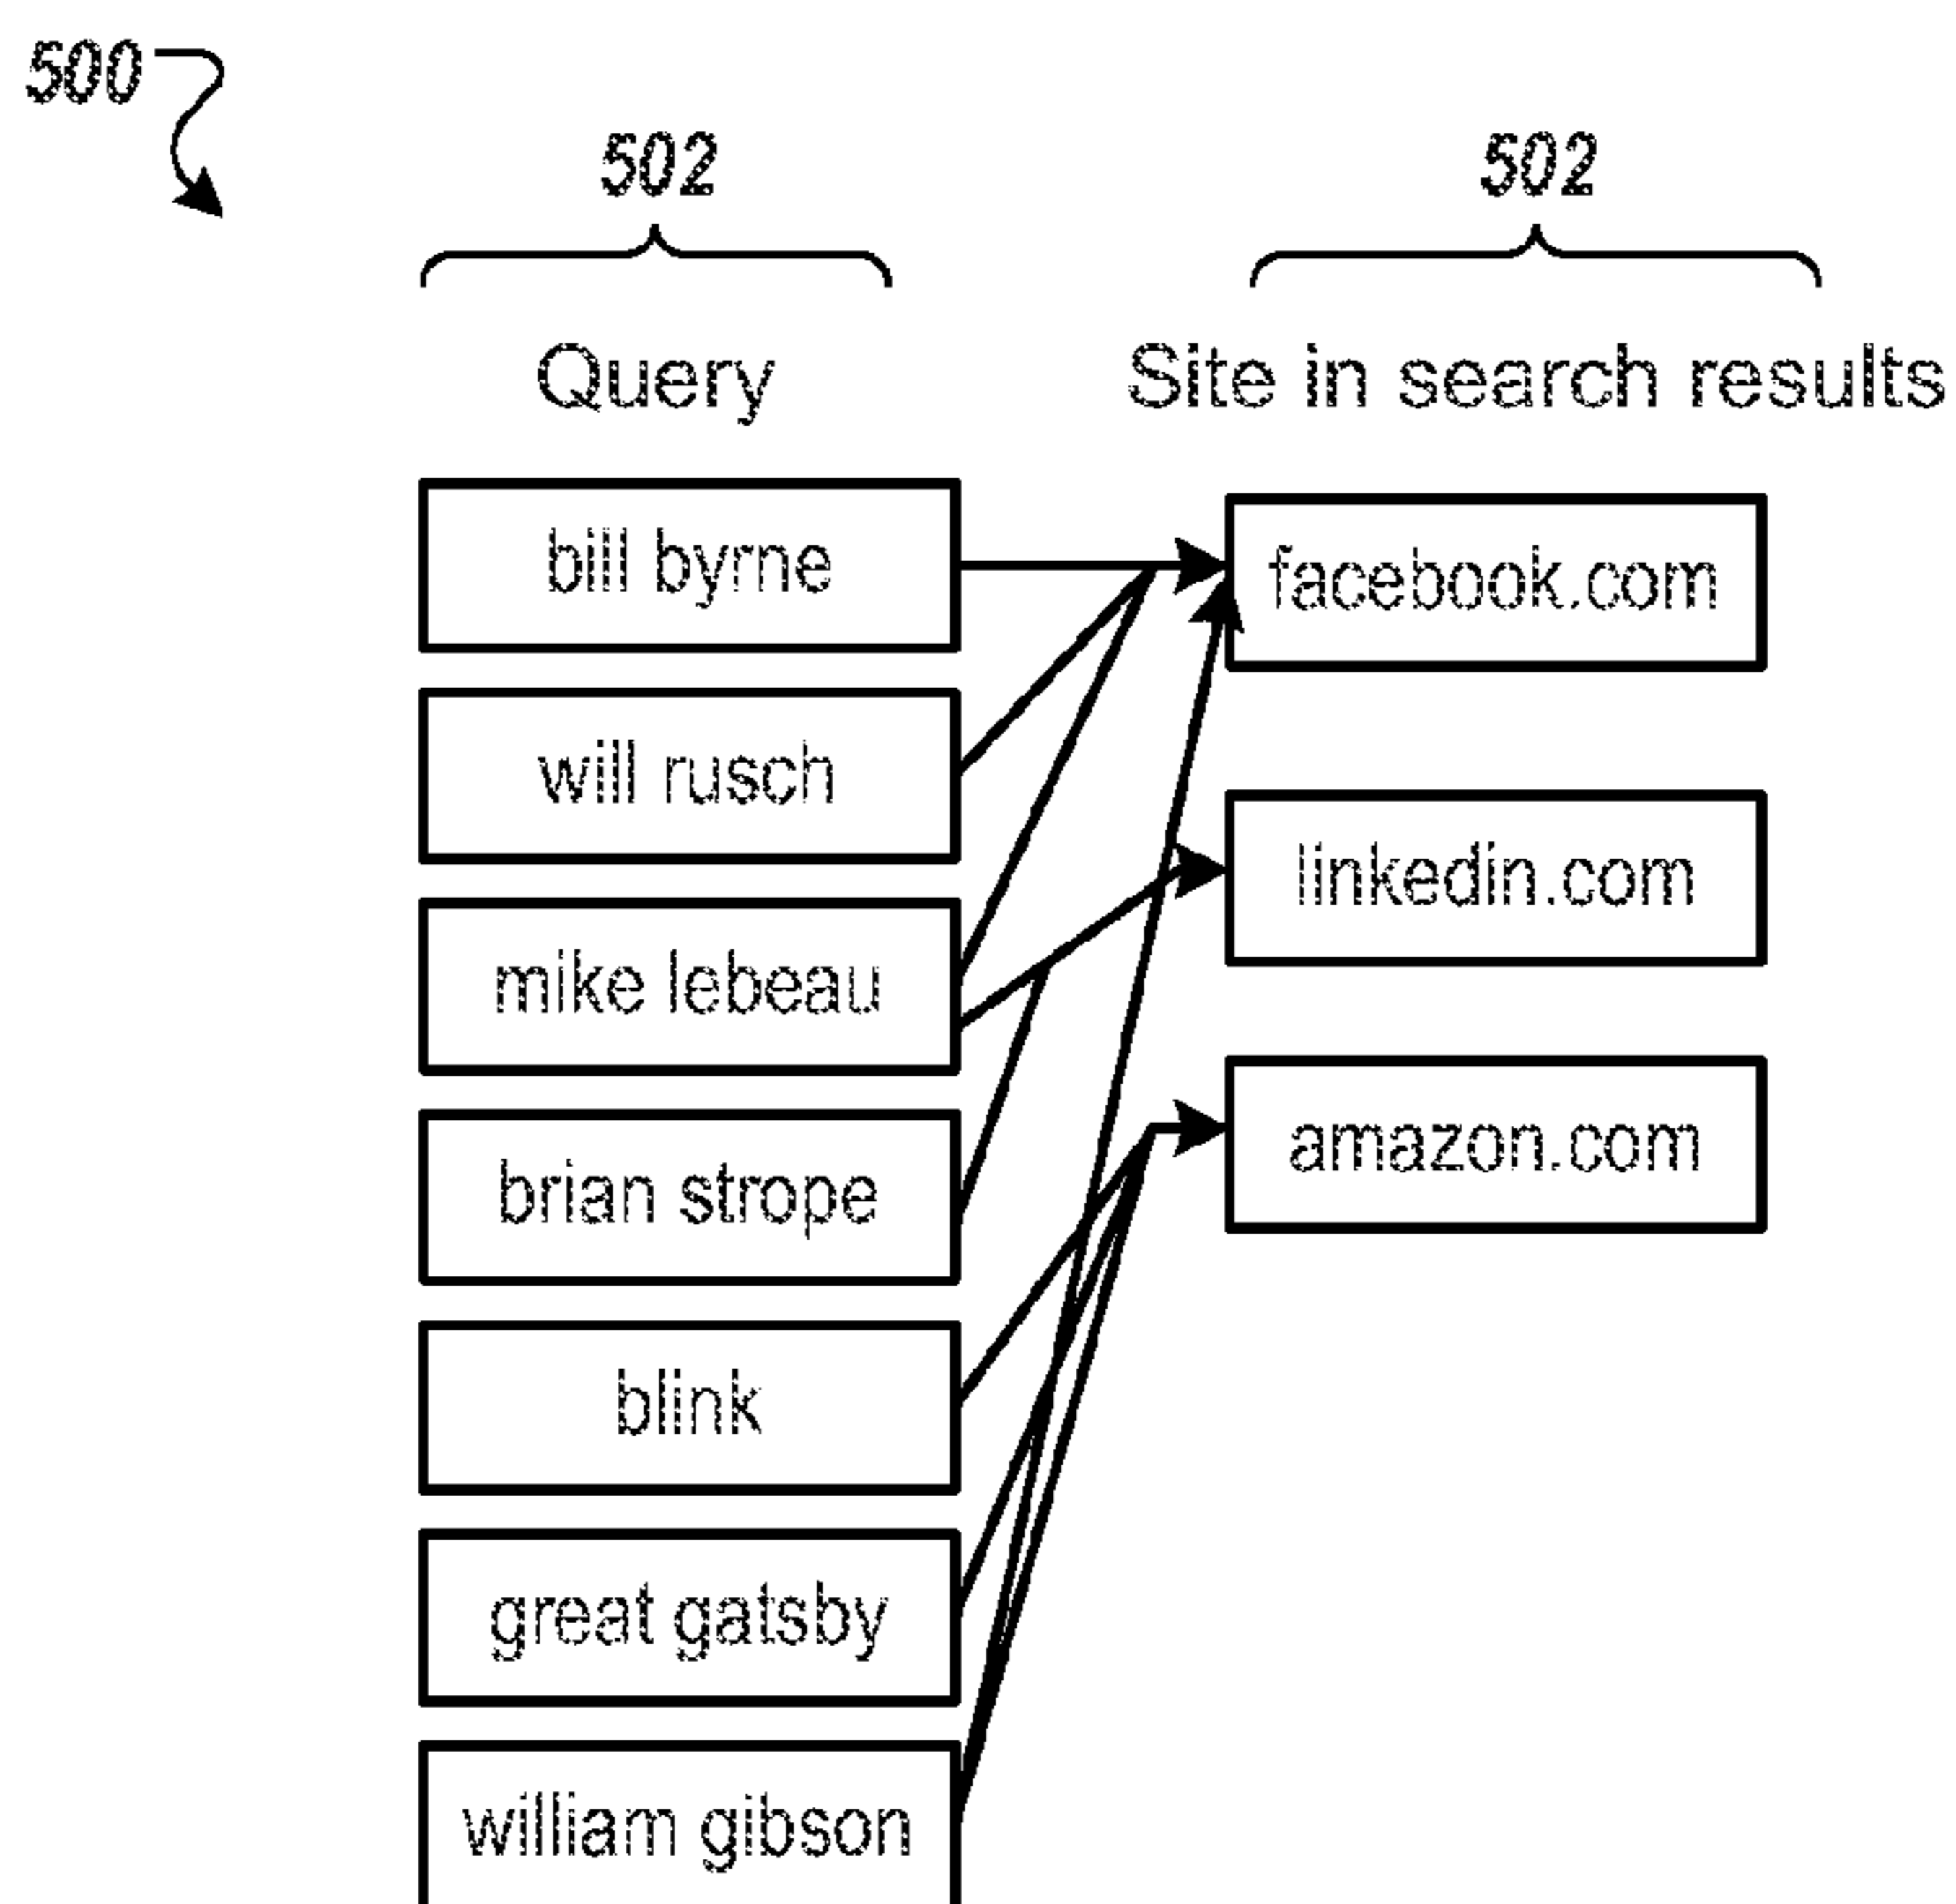 500
502 502
Query Site in search results
bill byrne facebook.com
will rusch
linkedin.com
mike lebeau
amazon.com
brian strope
blink
great gatsby
william gibson